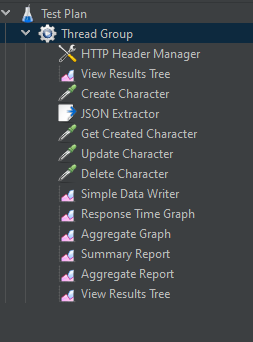 Test Plan
Thread Group
HTTP Header Manager
View Results Tree
Create Character
JSON Extractor
Get Created Character
Update Character
Delete Character
Simple Data Writer
Response Time Graph
Aggregate Graph
Summary Report
Aggregate Report
View Results Tree